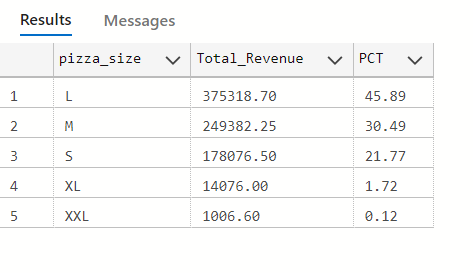 Results Messages
pizza_size Total_Revenue PCT
1 L 375318.70 45.89
2 M 249382.25 30.49
3 S 178076.50 21.77
4 XL 14076.00 1.72
5 XXL 1006.60 0.12